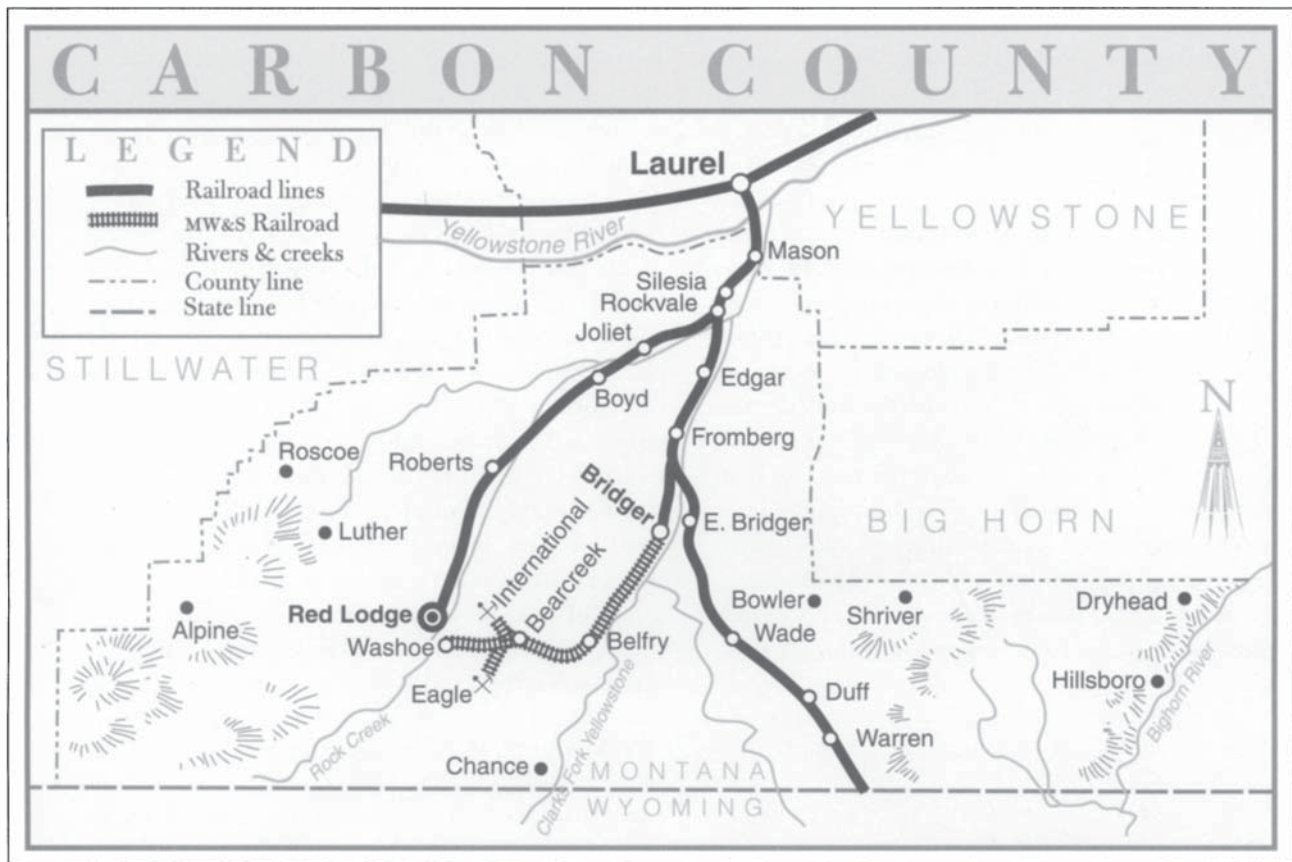 CARBON COUNTY
LEGEND
Railroad lines
MW&S Railroad
Rivers & creeks
County line
State line
Laurel
YELLOWSTONE
Yellowstone River
Mason
Silesia
Rockvale
Joliet
STILLWATER
Edgar
Boyd
N
Fromberg
Roscoe
Roberts
Bridger
E. Bridger
BIG HORN
Luther
International
Bearcreek
Bowler
Shriver
Dryhead
Red Lodge
Alpine
Washoe
Belfry
Wade
Eagle
Hillsboro
Duff
Bighorn River
Rock Creek
Clarks Fork Yellowstone
Warren
Chance
MONTANA
WYOMING